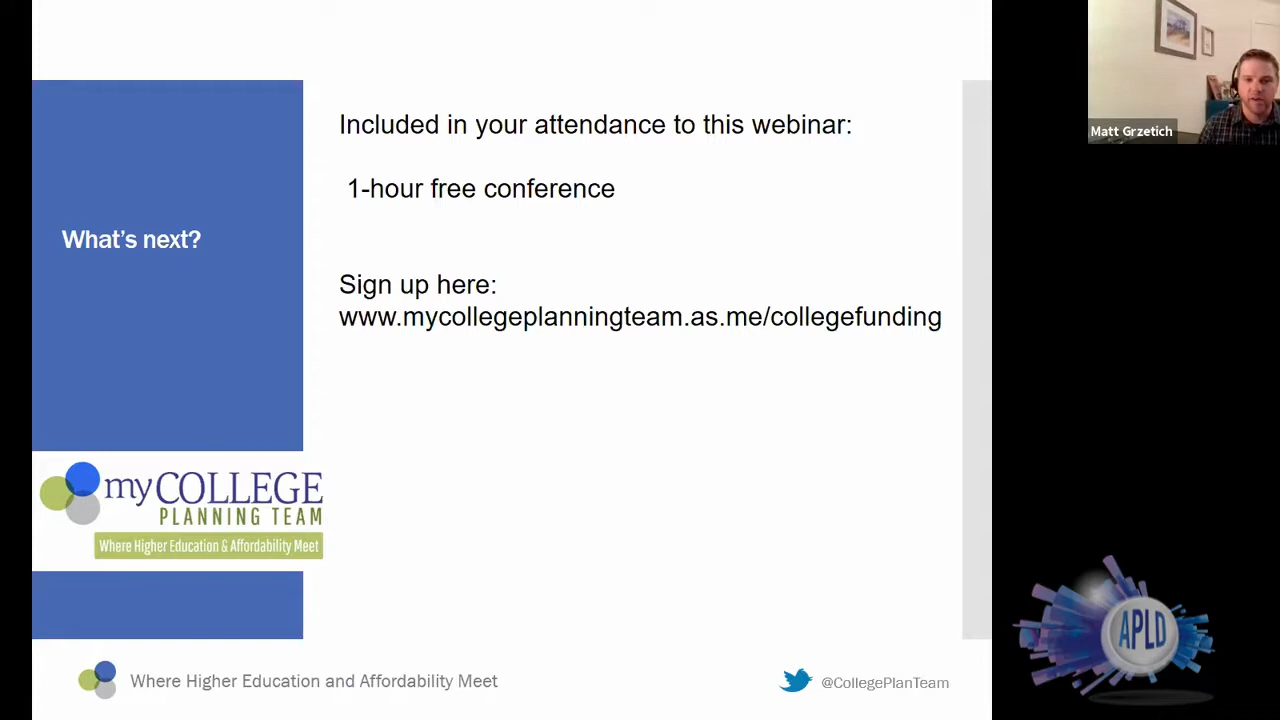 Included in your attendance to this webinar:
1-hour free conference
What's next?
Sign up here:
www.mycollegeplanningteam.as.me/collegefunding
my COLLEGE
PLANNING TEAM
Where Higher Education & Affordability Meet
Where Higher Education and Affordability Meet
@CollegePlanTeam
Matt Grzetich
APLD